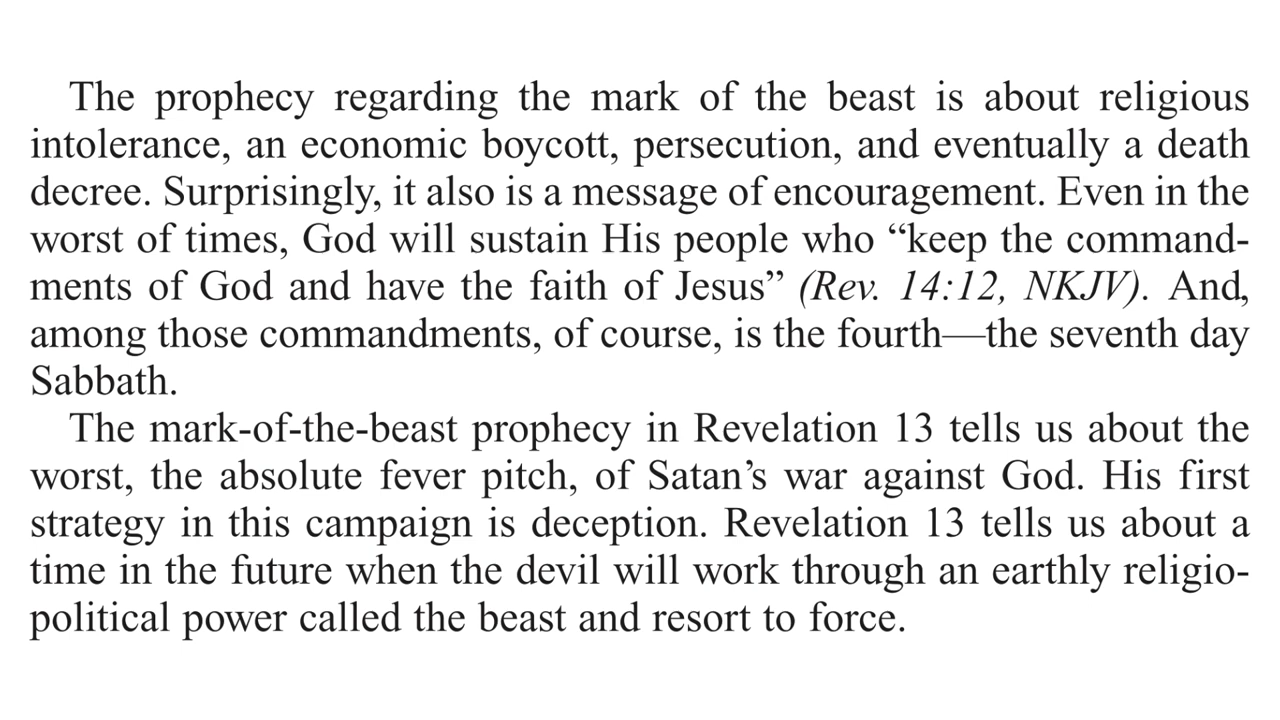 The prophecy regarding the mark of the beast is about religious
intolerance, an economic boycott, persecution, and eventually a death
decree. Surprisingly, it also is a message of encouragement. Even in the
worst of times, God will sustain His people who “keep the command-
ments of God and have the faith of Jesus” (Rev. 14:12, NKJV). And,
among those commandments, of course, is the fourth—the seventh day
Sabbath.
The mark-of-the-beast prophecy in Revelation 13 tells us about the
worst, the absolute fever pitch, of Satan’s war against God. His first
strategy in this campaign is deception. Revelation 13 tells us about a
time in the future when the devil will work through an earthly religio-
political power called the beast and resort to force.